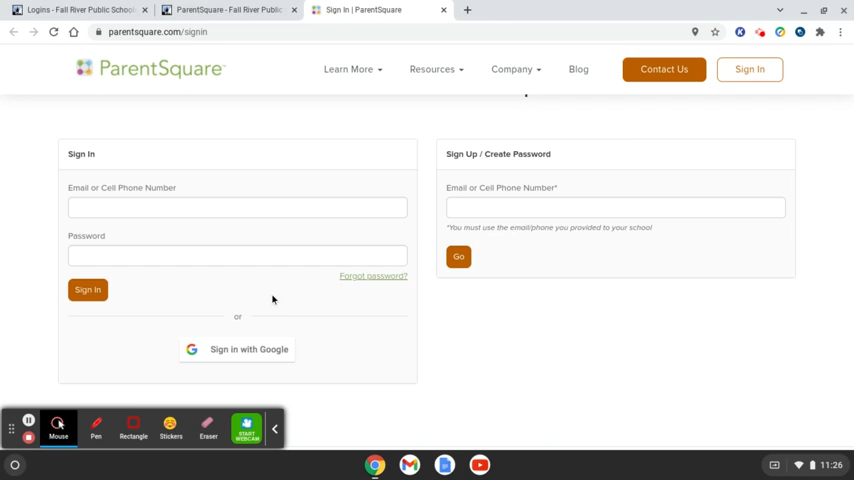 Logins - Fall River Public School
ParentSquare - Fall River Public
Sign In | ParentSquare
parentsquare.com/signin
ParentSquare
Learn More
Resources
Company
Blog
Contact Us
Sign In
Sign In
Email or Cell Phone Number
Password
Forgot password?
Sign In
or
Sign in with Google
Sign Up / Create Password
Email or Cell Phone Number*
*You must use the email/phone you provided to your school
Go
Mouse
Pen
Rectangle
Stickers
Eraser
START
WEBCAM
11:26